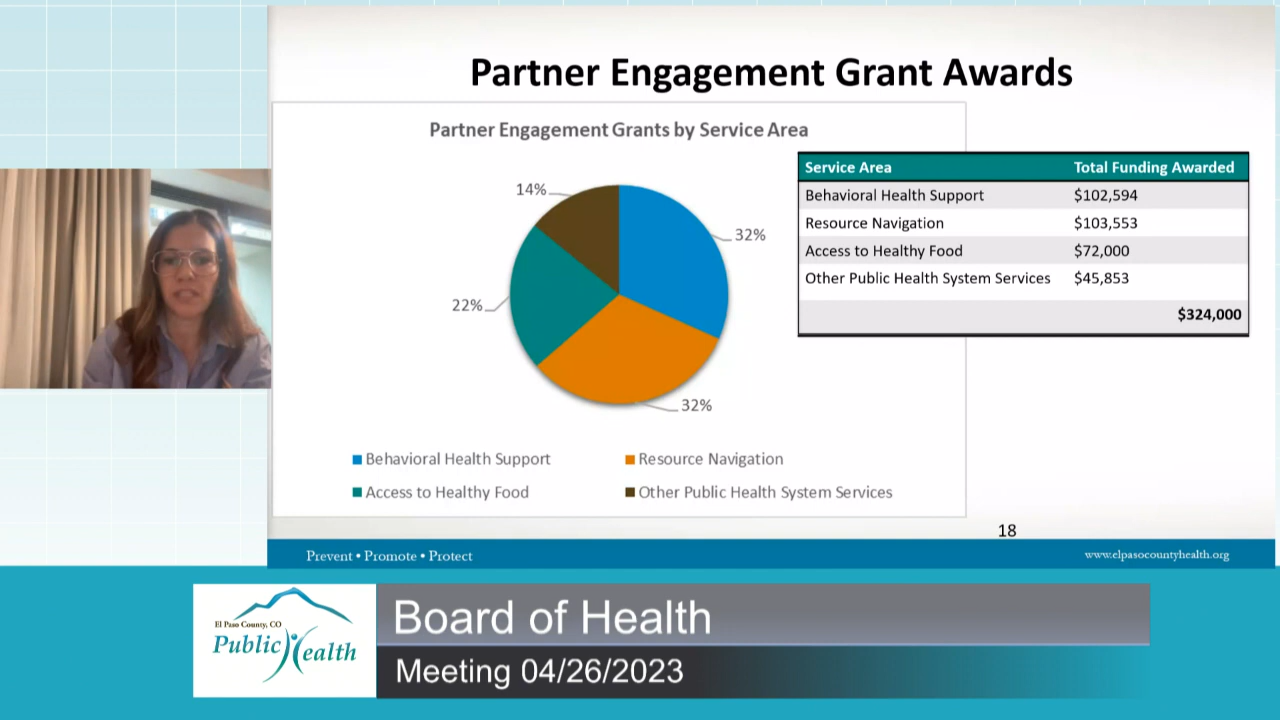 Partner Engagement Grant Awards
Partner Engagement Grants by Service Area
14%
32%
22%
32%
Behavioral Health Support
Resource Navigation
Access to Healthy Food
Other Public Health System Services
Service Area Total Funding Awarded
Behavioral Health Support $102,594
Resource Navigation $103,553
Access to Healthy Food $72,000
Other Public Health System Services $45,853
$324,000
18
Prevent • Promote • Protect
www.elpasocountyhealth.org
El Paso County, CO
Public Health
Board of Health
Meeting 04/26/2023